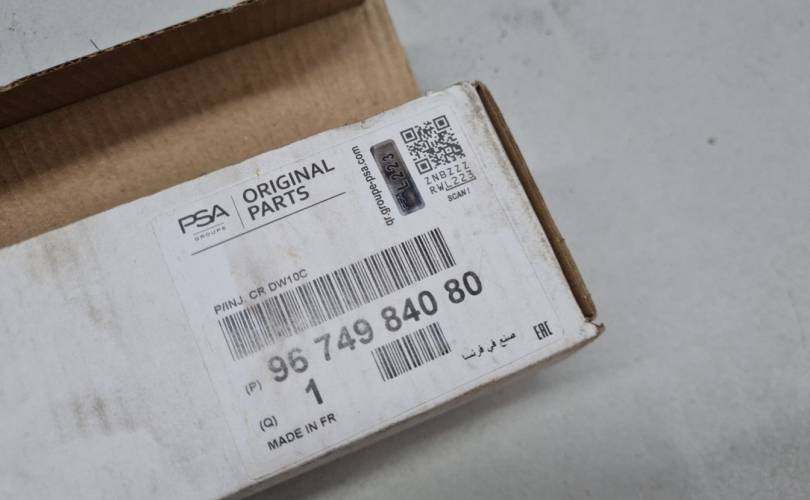 PSA
GROUPE
ORIGINAL
PARTS
qr.groupe-psa.com
ZNBZZZ
RWL223
SCAN!
P/INJ. CR DW10C
(P) 96 749 840 80
(Q) 1
MADE IN FR
صنع في فرنسا
EAC